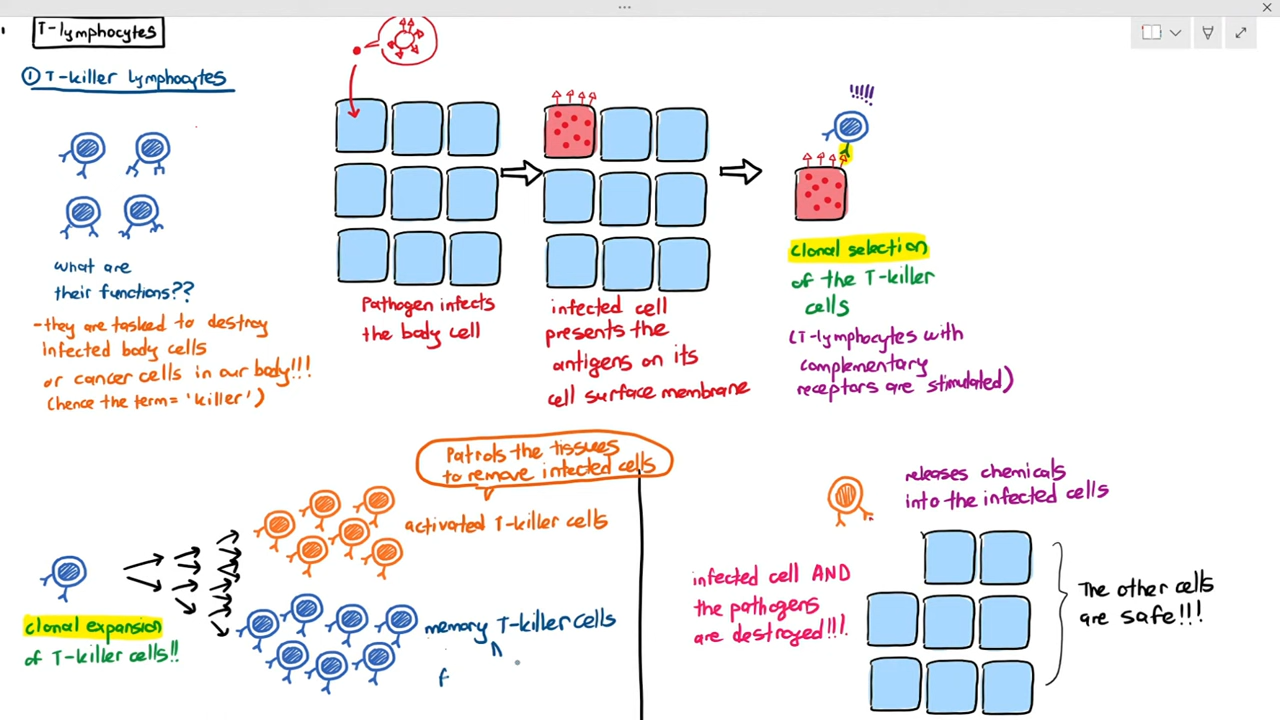 T-lymphocytes
① T-killer lymphocytes
what are
their functions??
-they are tasked to destroy
infected body cells
or cancer cells in our body!!!
(hence the term= 'killer')
Pathogen infects
the body cell
infected cell
presents the
antigens on its
cell surface membrane
!!!!!
clonal selection
of the T-killer
cells
(T-lymphocytes with
complementary
receptors are stimulated)
Patrols the tissues
to remove infected cells
activated T-killer cells
clonal expansion
of T-killer cells!!
memory T-killer cells
f
releases chemicals
into the infected cells
infected cell AND
the pathogens
are destroyed!!!
The other cells
are safe!!!